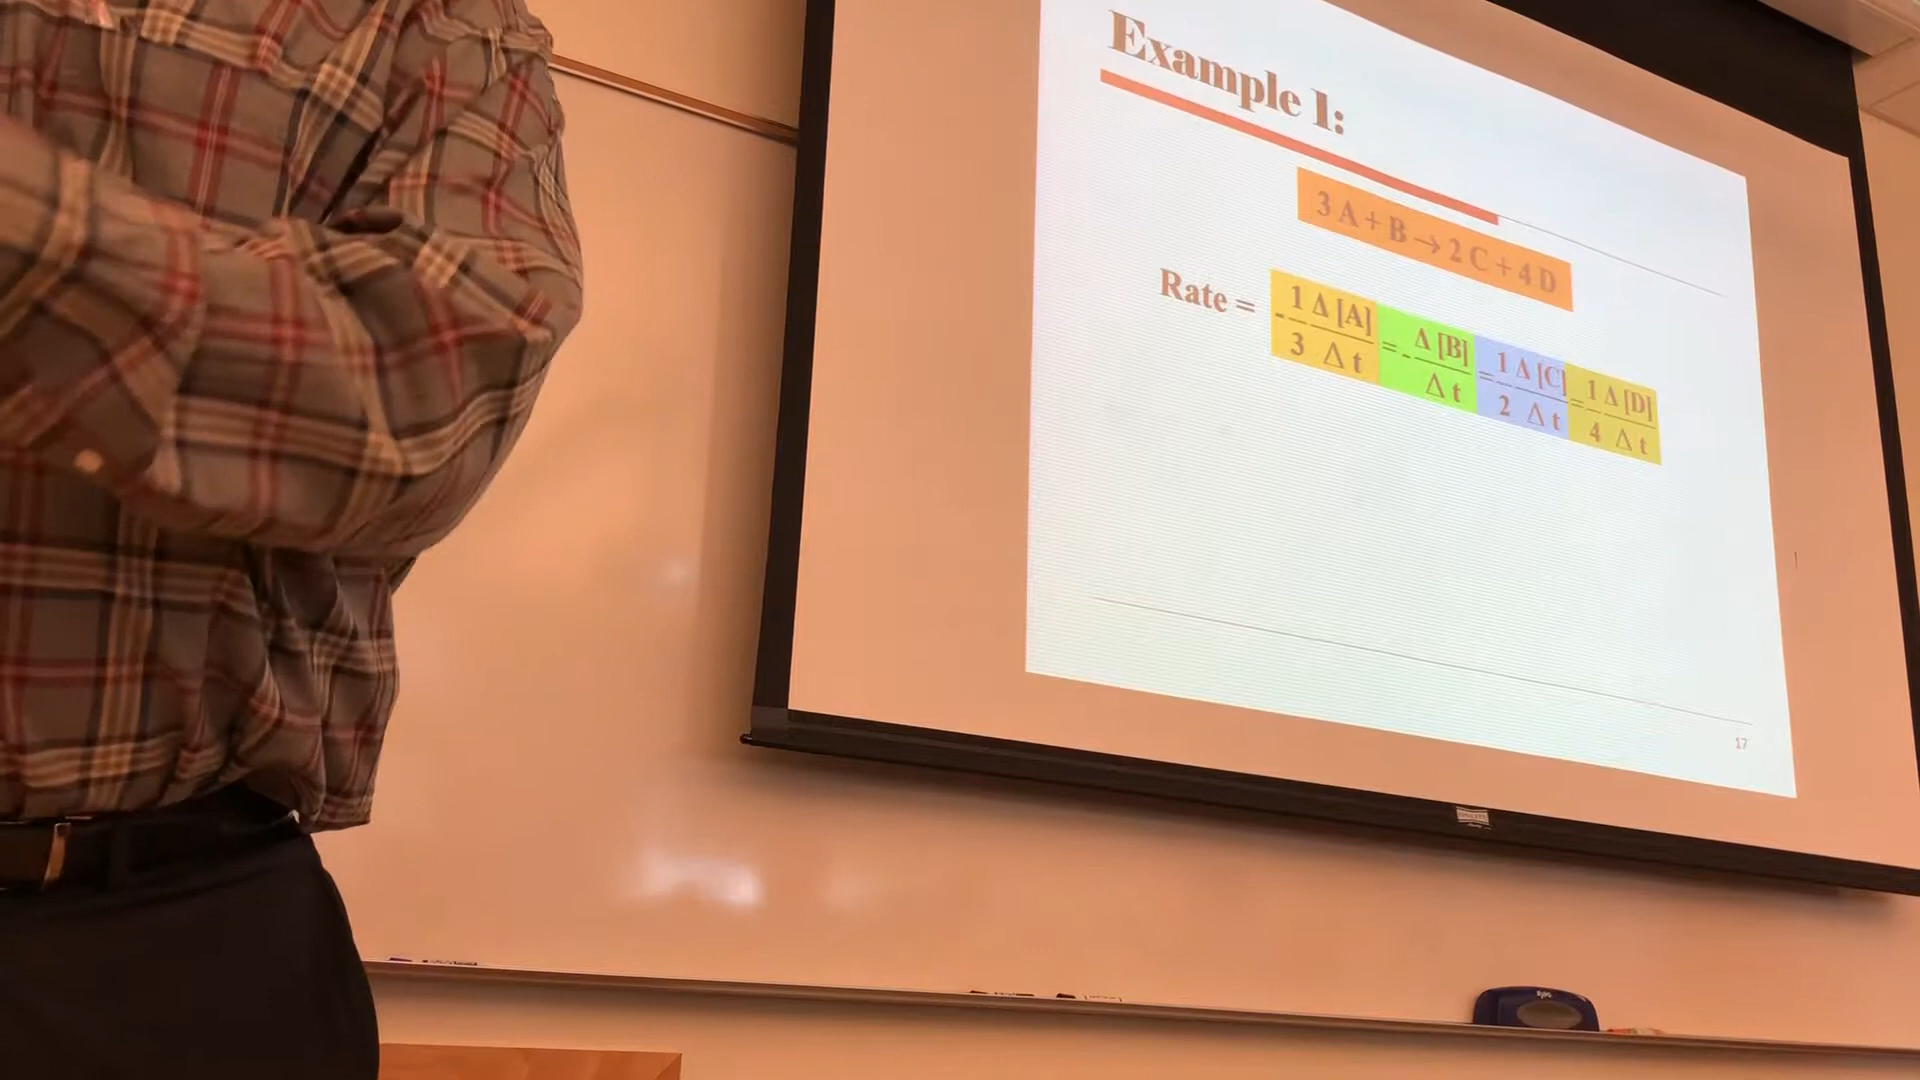 Example 1:
3 A + B → 2 C + 4 D
Rate = - 1/3 Δ [A]/Δ t = - Δ [B]/Δ t = 1/2 Δ [C]/Δ t = 1/4 Δ [D]/Δ t
17